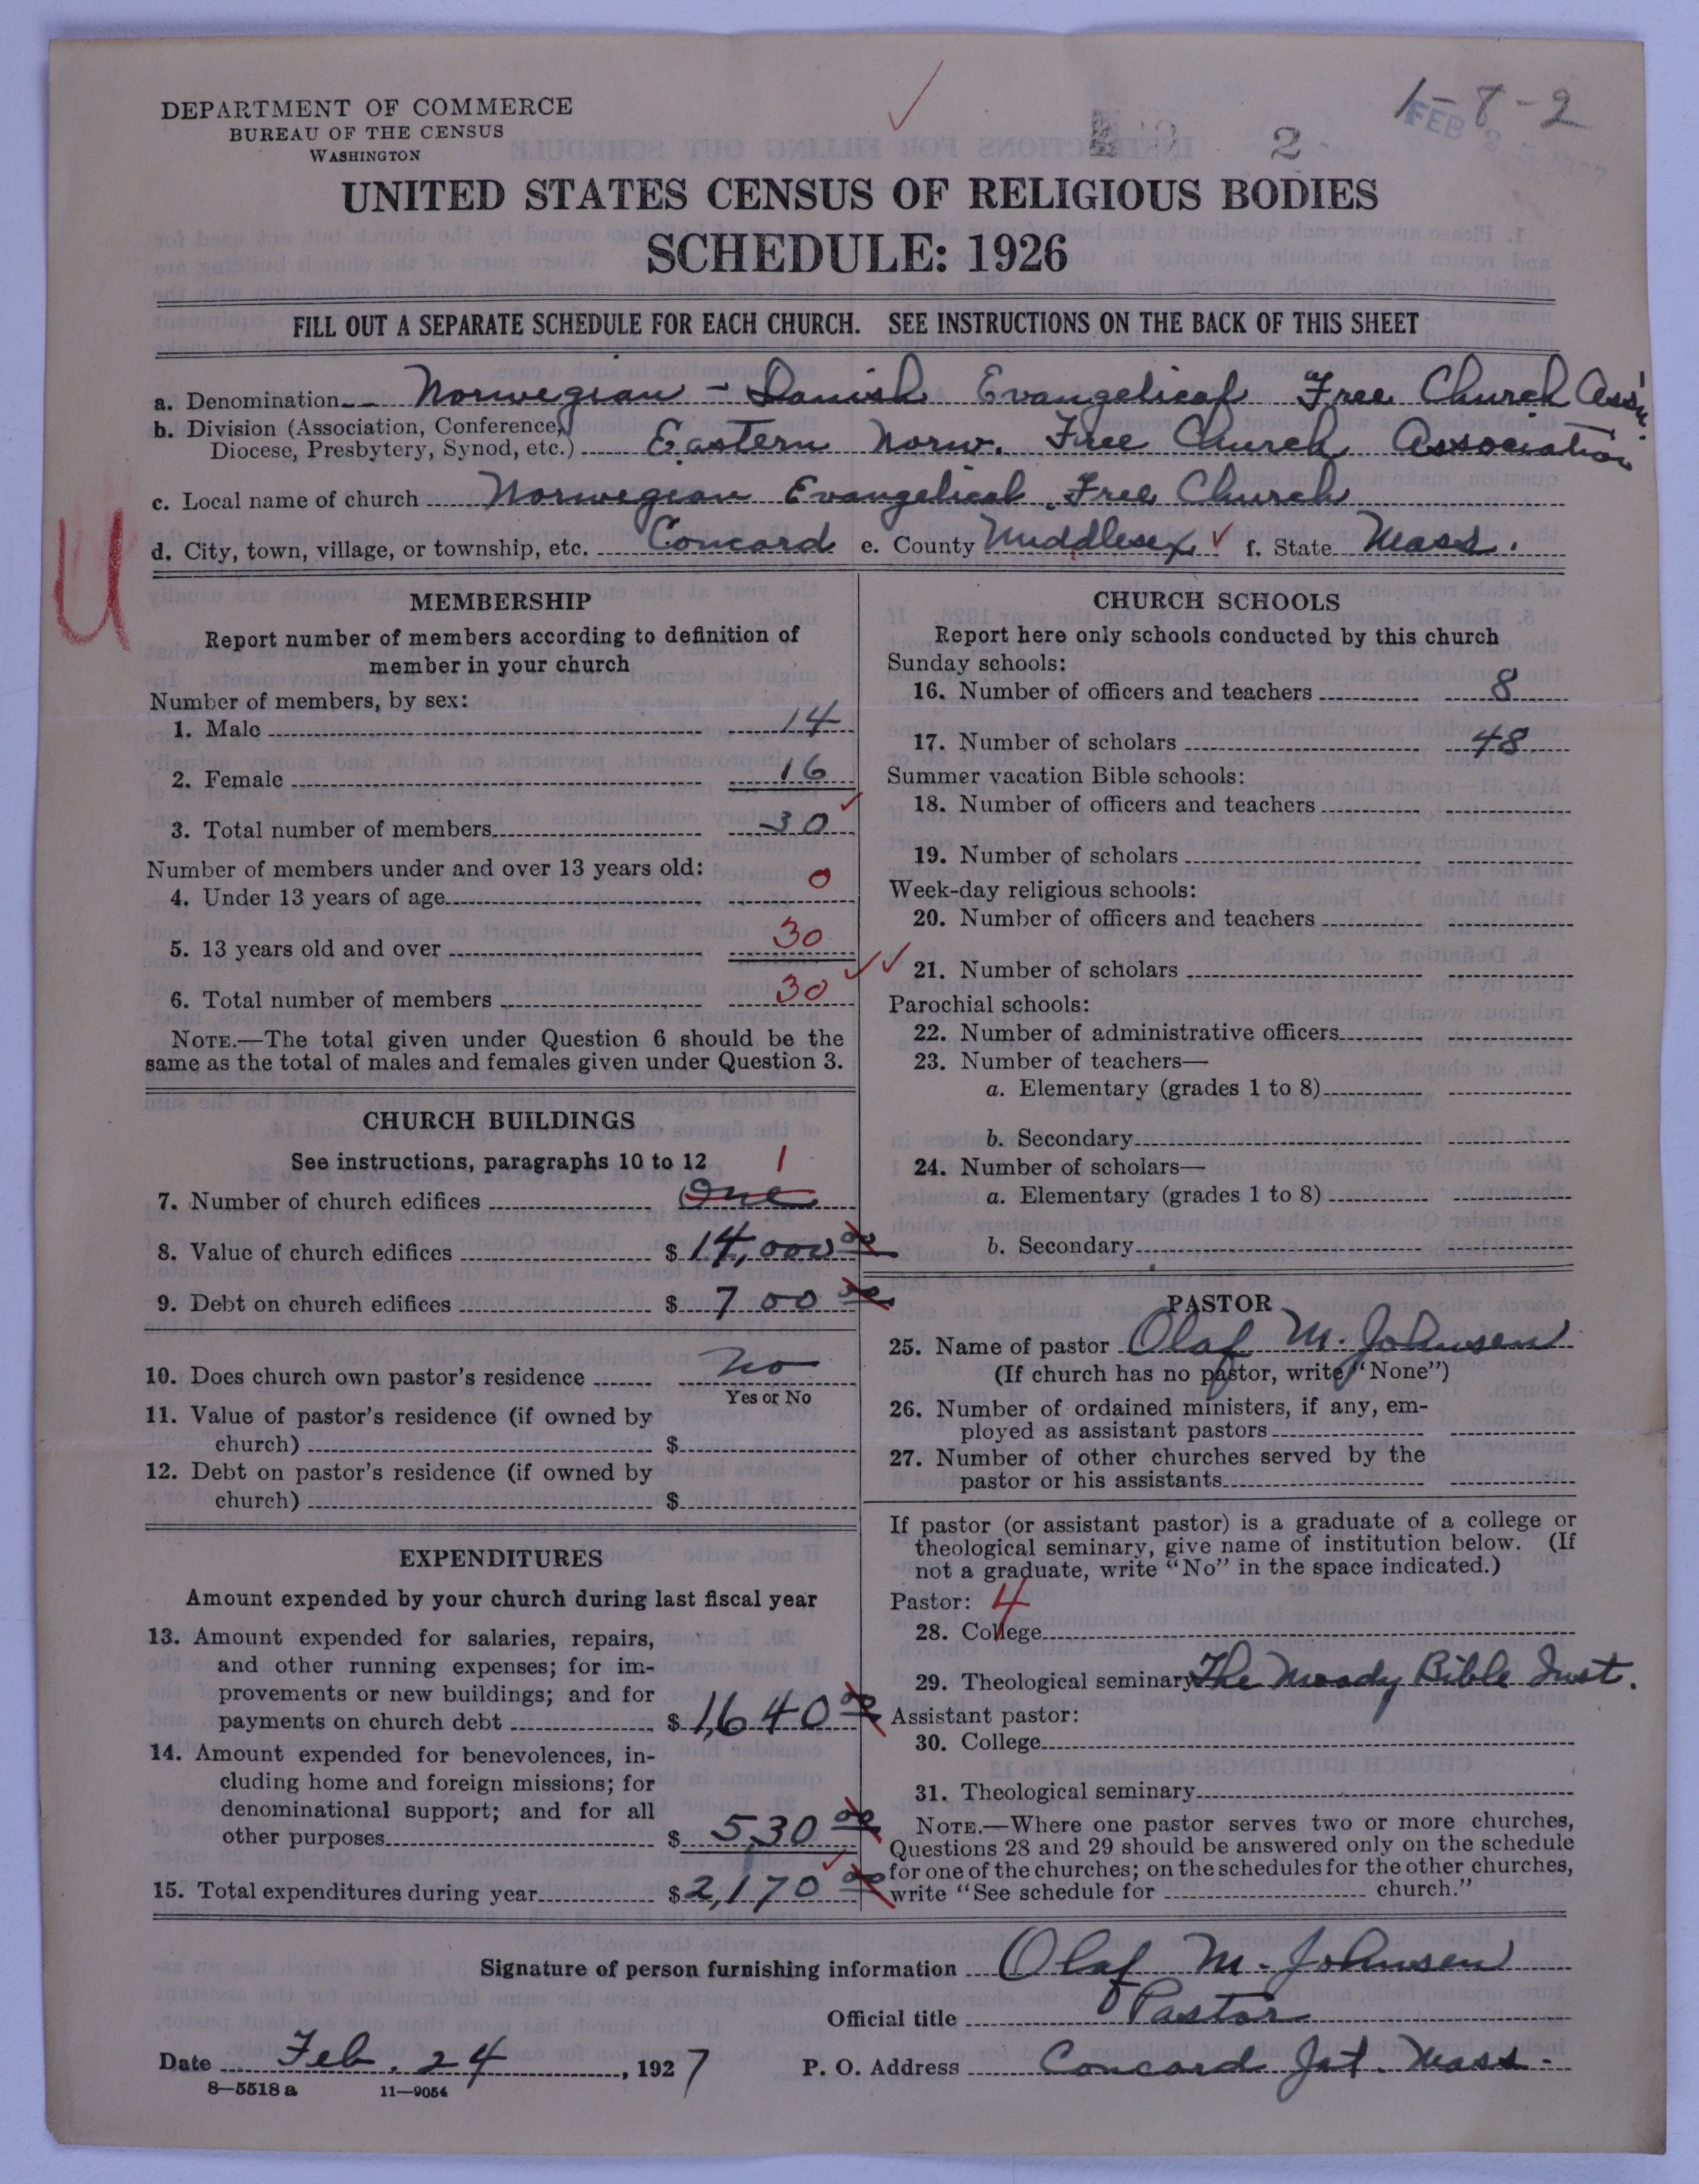 1-8-2
2
FEB
DEPARTMENT OF COMMERCE
BUREAU OF THE CENSUS
WASHINGTON
UNITED STATES CENSUS OF RELIGIOUS BODIES
SCHEDULE: 1926
FILL OUT A SEPARATE SCHEDULE FOR EACH CHURCH. SEE INSTRUCTIONS ON THE BACK OF THIS SHEET
a. Denomination Norwegian - Danish Evangelical Free Church Ass'n.
b. Division (Association, Conference,
Diocese, Presbytery, Synod, etc.) Eastern Norw. Free Church Association
c. Local name of church Norwegian Evangelical Free Church
d. City, town, village, or township, etc. Concord e. County Middlesex f. State Mass.
U
MEMBERSHIP
Report number of members according to definition of
member in your church
Number of members, by sex:
1. Male 14
2. Female 16
3. Total number of members 30
Number of members under and over 13 years old:
4. Under 13 years of age 0
5. 13 years old and over 30
6. Total number of members 30
NOTE.—The total given under Question 6 should be the
same as the total of males and females given under Question 3.
CHURCH BUILDINGS
See instructions, paragraphs 10 to 12
1
7. Number of church edifices One
8. Value of church edifices $ 14,000 00
9. Debt on church edifices $ 700 00
10. Does church own pastor's residence No
Yes or No
11. Value of pastor's residence (if owned by
church) $
12. Debt on pastor's residence (if owned by
church) $
EXPENDITURES
Amount expended by your church during last fiscal year
13. Amount expended for salaries, repairs,
and other running expenses; for im-
provements or new buildings; and for
payments on church debt $ 1,640 00
14. Amount expended for benevolences, in-
cluding home and foreign missions; for
denominational support; and for all
other purposes $ 530 00
15. Total expenditures during year $ 2,170 00
CHURCH SCHOOLS
Report here only schools conducted by this church
Sunday schools:
16. Number of officers and teachers 8
17. Number of scholars 48
Summer vacation Bible schools:
18. Number of officers and teachers
19. Number of scholars
Week-day religious schools:
20. Number of officers and teachers
21. Number of scholars
Parochial schools:
22. Number of administrative officers
23. Number of teachers—
a. Elementary (grades 1 to 8)
b. Secondary
24. Number of scholars—
a. Elementary (grades 1 to 8)
b. Secondary
PASTOR
25. Name of pastor Olaf M. Johnsen
(If church has no pastor, write "None")
26. Number of ordained ministers, if any, em-
ployed as assistant pastors
27. Number of other churches served by the
pastor or his assistants
If pastor (or assistant pastor) is a graduate of a college or
theological seminary, give name of institution below. (If
not a graduate, write "No" in the space indicated.)
Pastor: 4
28. College
29. Theological seminary The Moody Bible Inst.
Assistant pastor:
30. College
31. Theological seminary
NOTE.—Where one pastor serves two or more churches,
Questions 28 and 29 should be answered only on the schedule
for one of the churches; on the schedules for the other churches,
write "See schedule for church."
Signature of person furnishing information Olaf M. Johnsen
Official title Pastor
Date Feb. 24, 1927 P. O. Address Concord Jct. Mass.
8—5518 a 11—9054